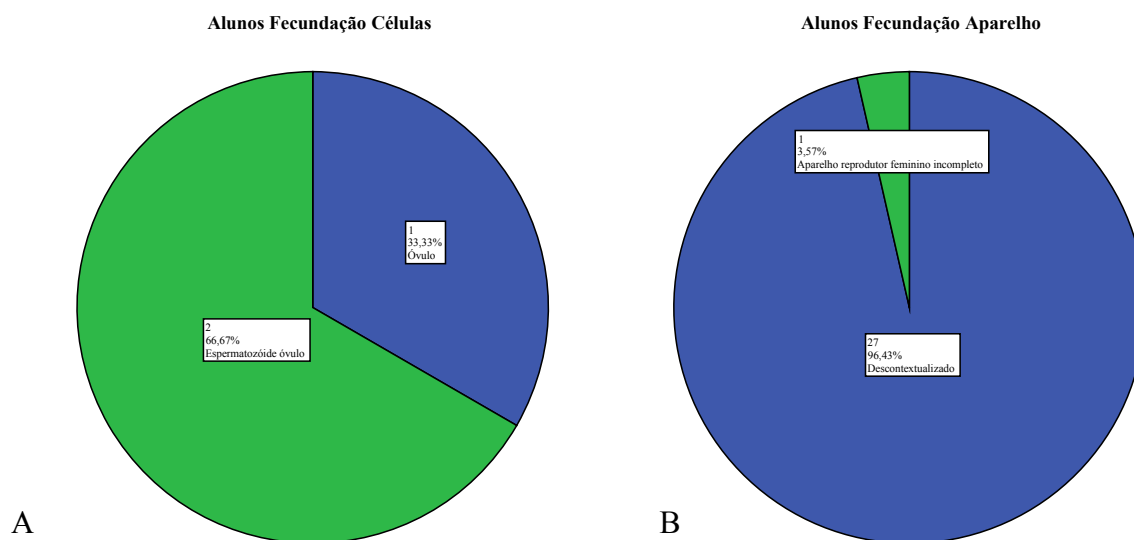 Alunos Fecundação Células
1
33,33%
Óvulo
2
66,67%
Espermatozóide óvulo
A
Alunos Fecundação Aparelho
1
3,57%
Aparelho reprodutor feminino incompleto
27
96,43%
Descontextualizado
B